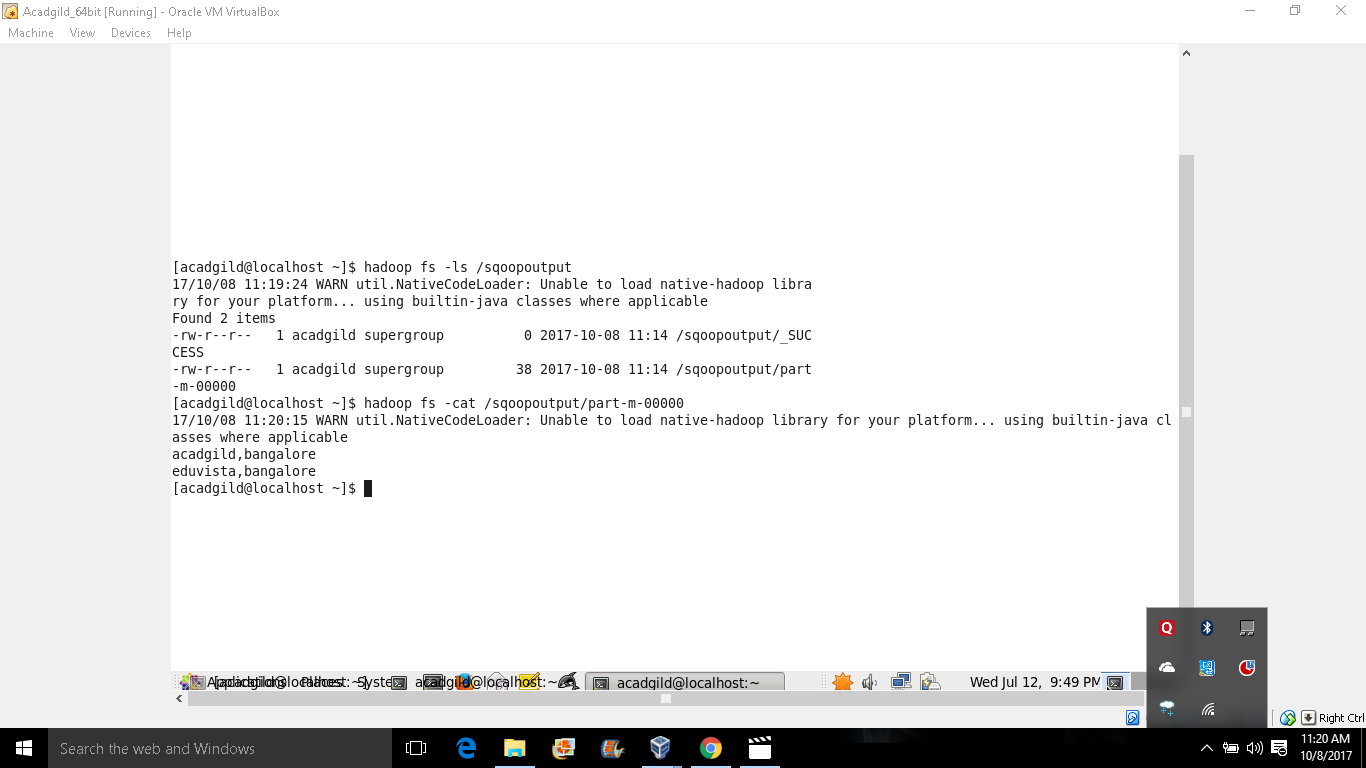 Acadgild_64bit [Running] - Oracle VM VirtualBox
Machine View Devices Help
[acadgild@localhost ~]$ hadoop fs -ls /sqoopoutput
17/10/08 11:19:24 WARN util.NativeCodeLoader: Unable to load native-hadoop libra
ry for your platform... using builtin-java classes where applicable
Found 2 items
-rw-r--r--   1 acadgild supergroup          0 2017-10-08 11:14 /sqoopoutput/_SUC
CESS
-rw-r--r--   1 acadgild supergroup         38 2017-10-08 11:14 /sqoopoutput/part
-m-00000
[acadgild@localhost ~]$ hadoop fs -cat /sqoopoutput/part-m-00000
17/10/08 11:20:15 WARN util.NativeCodeLoader: Unable to load native-hadoop library for your platform... using builtin-java cl
asses where applicable
acadgild,bangalore
eduvista,bangalore
[acadgild@localhost ~]$
acadgild@localhost:~ acadgild@localhost:~ Wed Jul 12, 9:49 PM
Q
Right Ctrl
Search the web and Windows
11:20 AM
10/8/2017